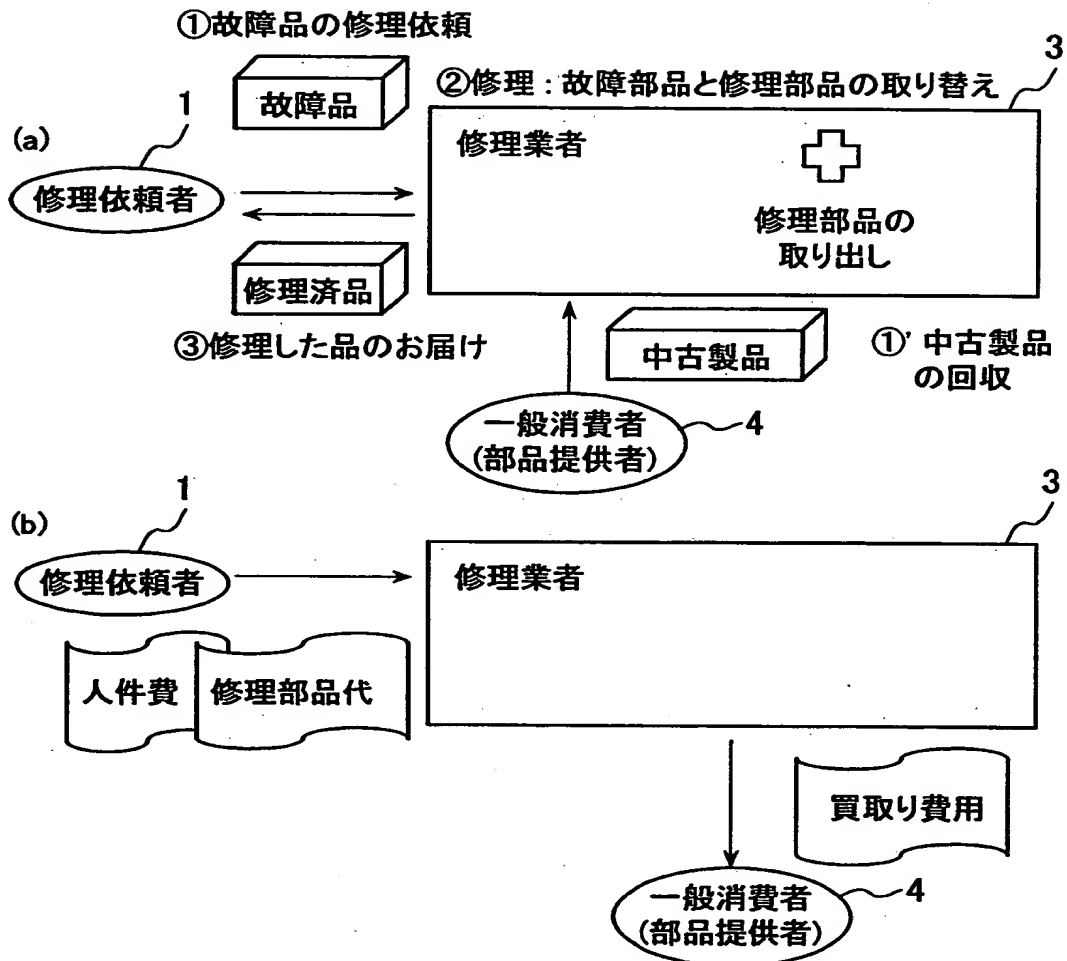 ①故障品の修理依頼
3
故障品
②修理：故障部品と修理部品の取り替え
1
(a)
修理業者
修理依頼者
修理部品の
取り出し
修理済品
③修理した品のお届け
中古製品
①' 中古製品
の回収
一般消費者
(部品提供者)
4
1
3
(b)
修理依頼者
修理業者
人件費
修理部品代
買取り費用
一般消費者
(部品提供者)
4